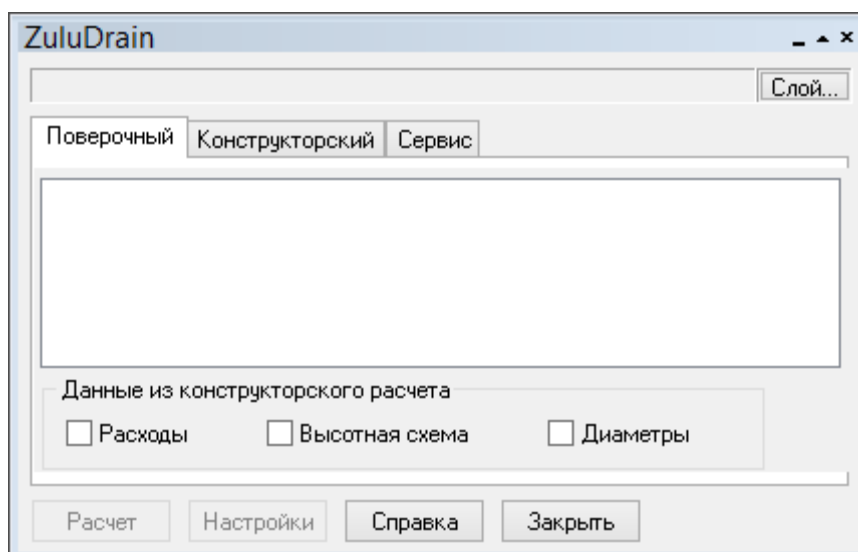 ZuluDrain
Слой...
Поверочный Конструкторский Сервис
Данные из конструкторского расчета
Расходы Высотная схема Диаметры
Расчет Настройки Справка Закрыть